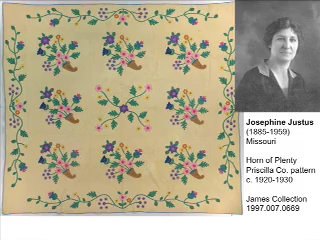 Josephine Justus
(1885-1959)
Missouri
Horn of Plenty
Priscilla Co. pattern
c. 1920-1930
James Collection
1997.007.0669